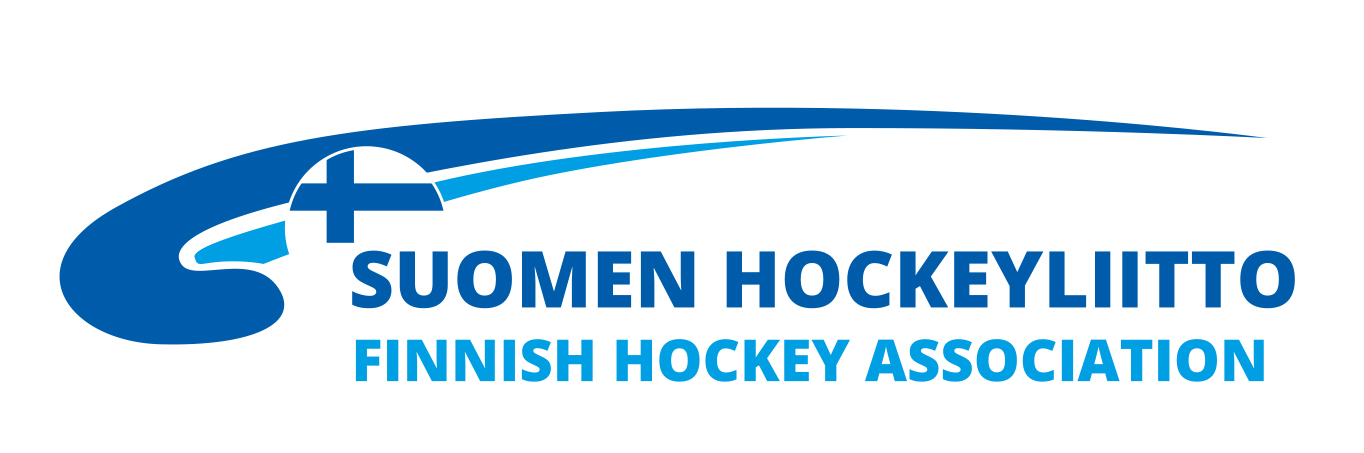 SUOMEN HOCKEYLIITTO
FINNISH HOCKEY ASSOCIATION